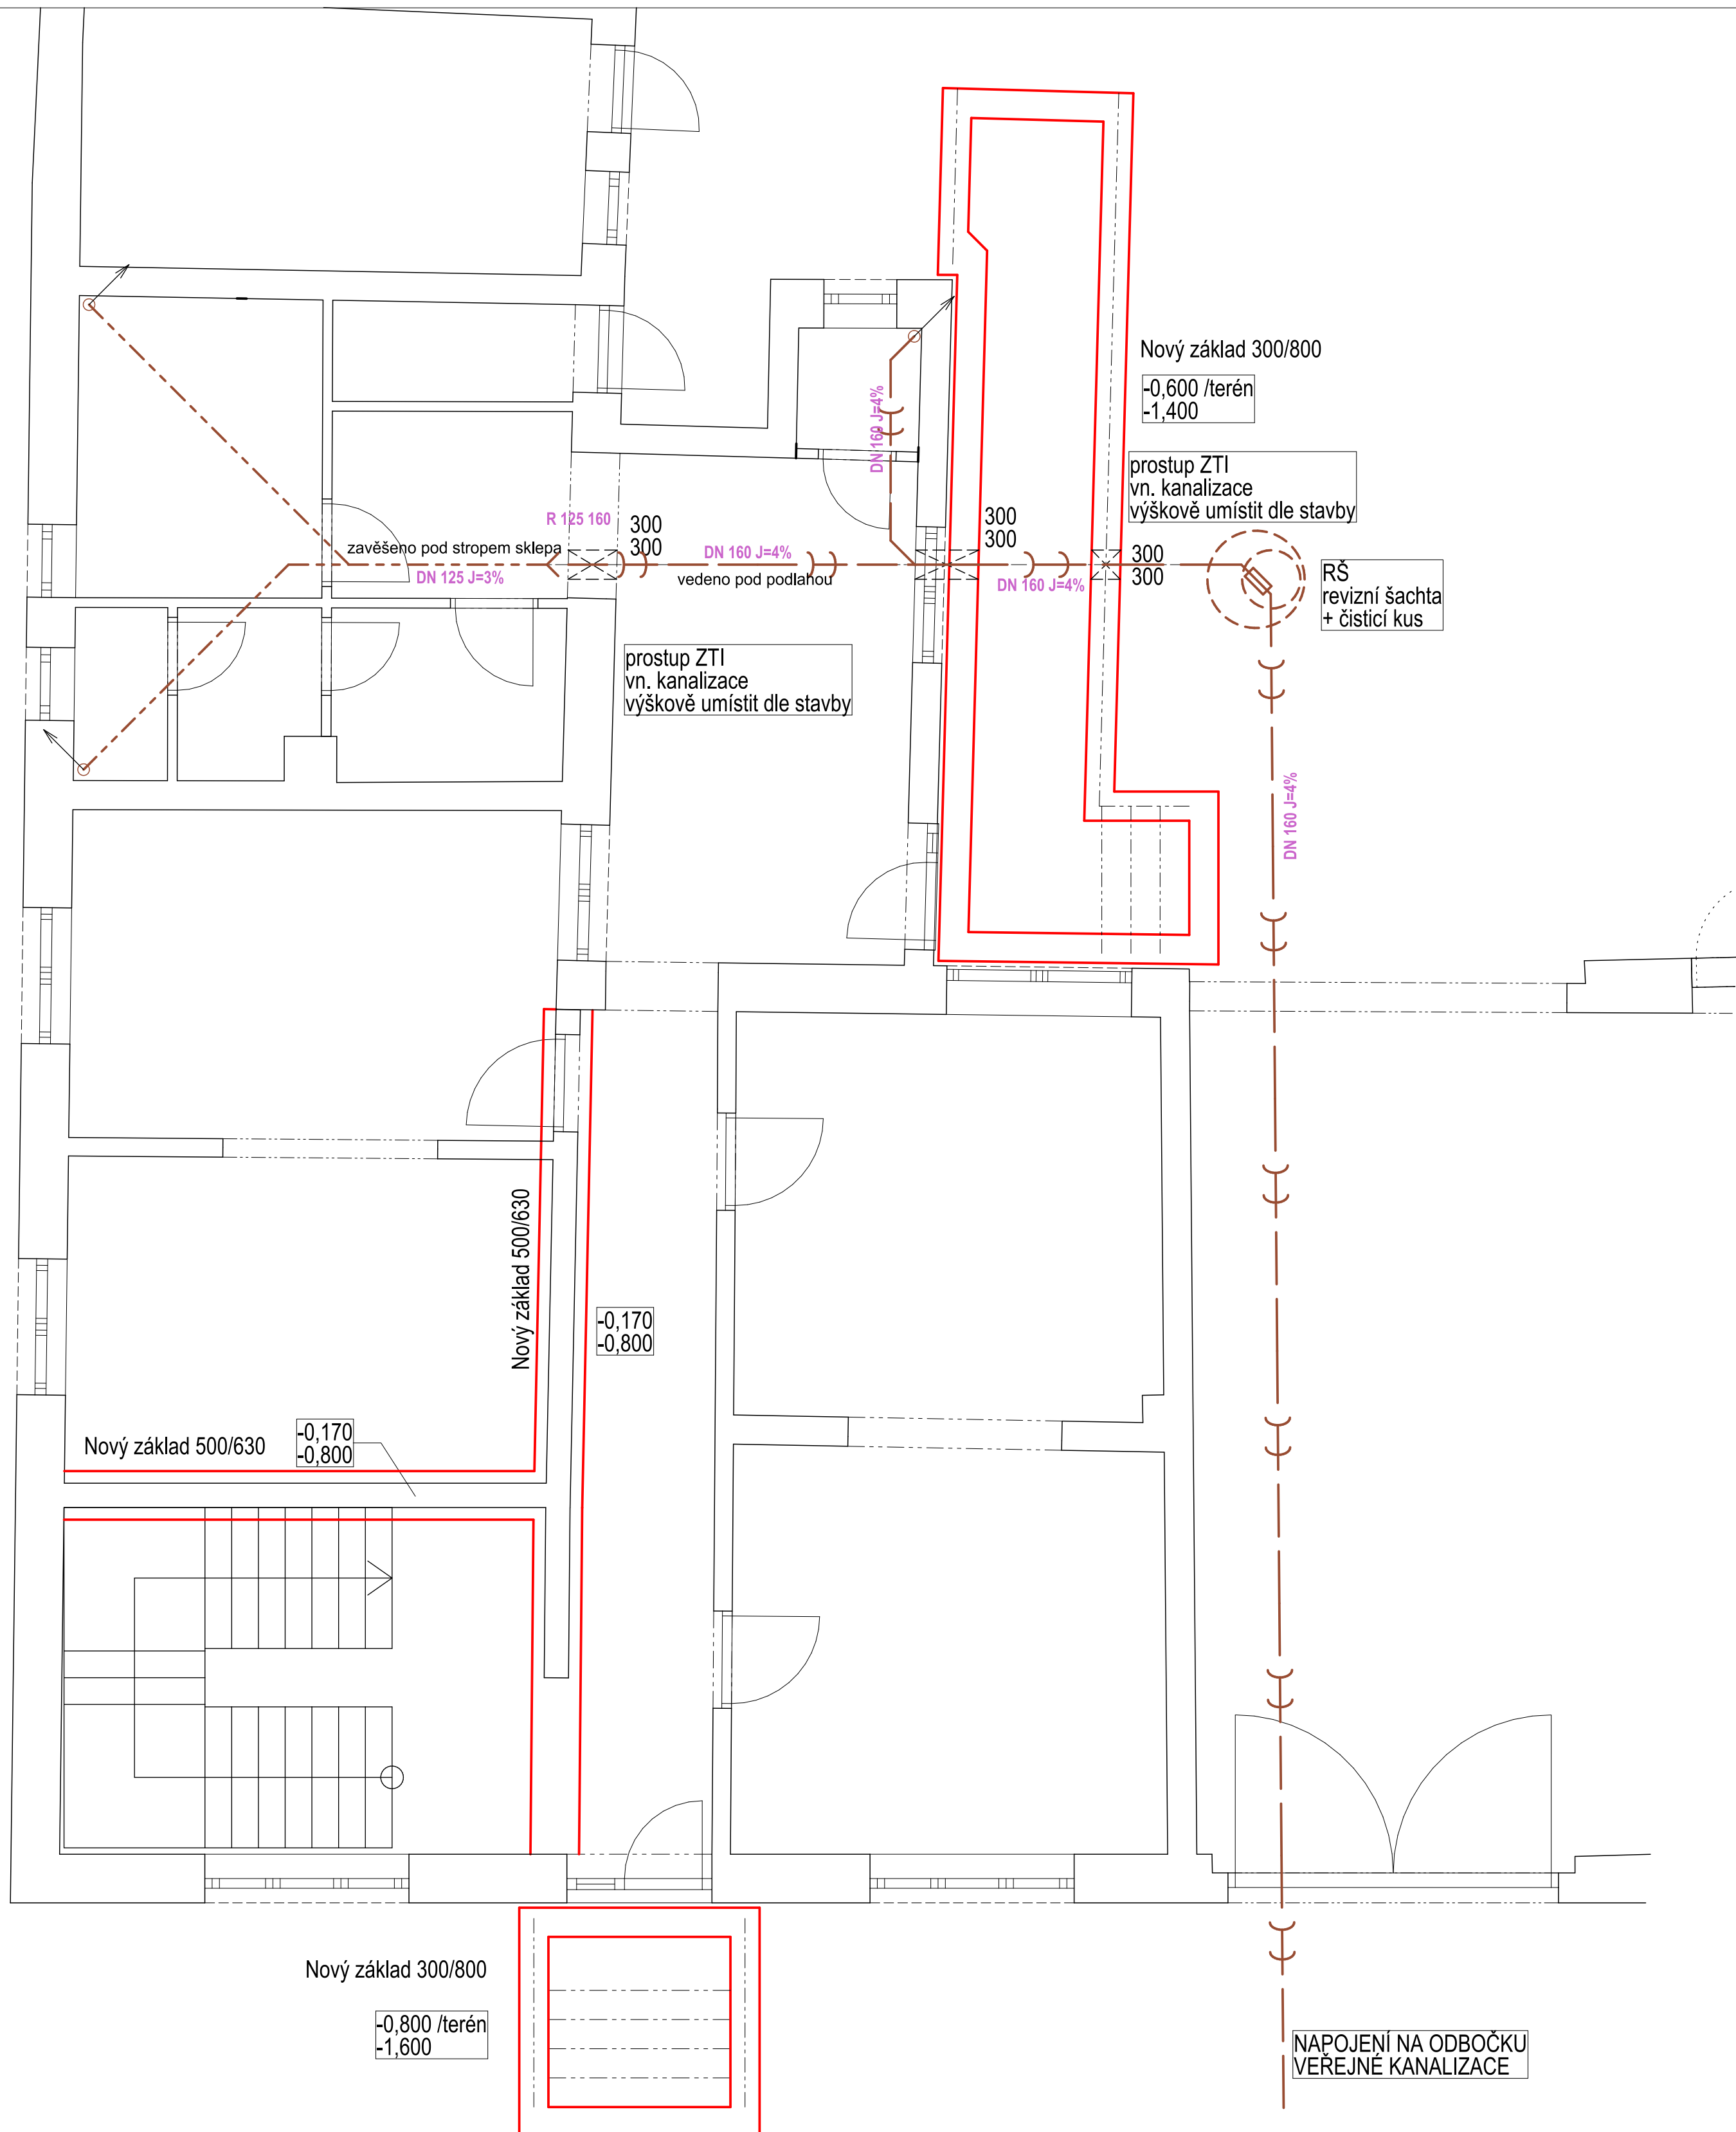 Nový základ 300/800
-0,600 /terén
-1,400
DN 160 J=4%
prostup ZTI
vn. kanalizace
výškově umístit dle stavby
R 125 160
300
300
zavěšeno pod stropem sklepa
DN 125 J=3%
DN 160 J=4%
vedeno pod podlahou
300
300
DN 160 J=4%
300
300
RŠ
revizní šachta
+ čisticí kus
prostup ZTI
vn. kanalizace
výškově umístit dle stavby
DN 160 J=4%
Nový základ 500/630
-0,170
-0,800
Nový základ 500/630
-0,170
-0,800
Nový základ 300/800
-0,800 /terén
-1,600
NAPOJENÍ NA ODBOČKU
VEŘEJNÉ KANALIZACE